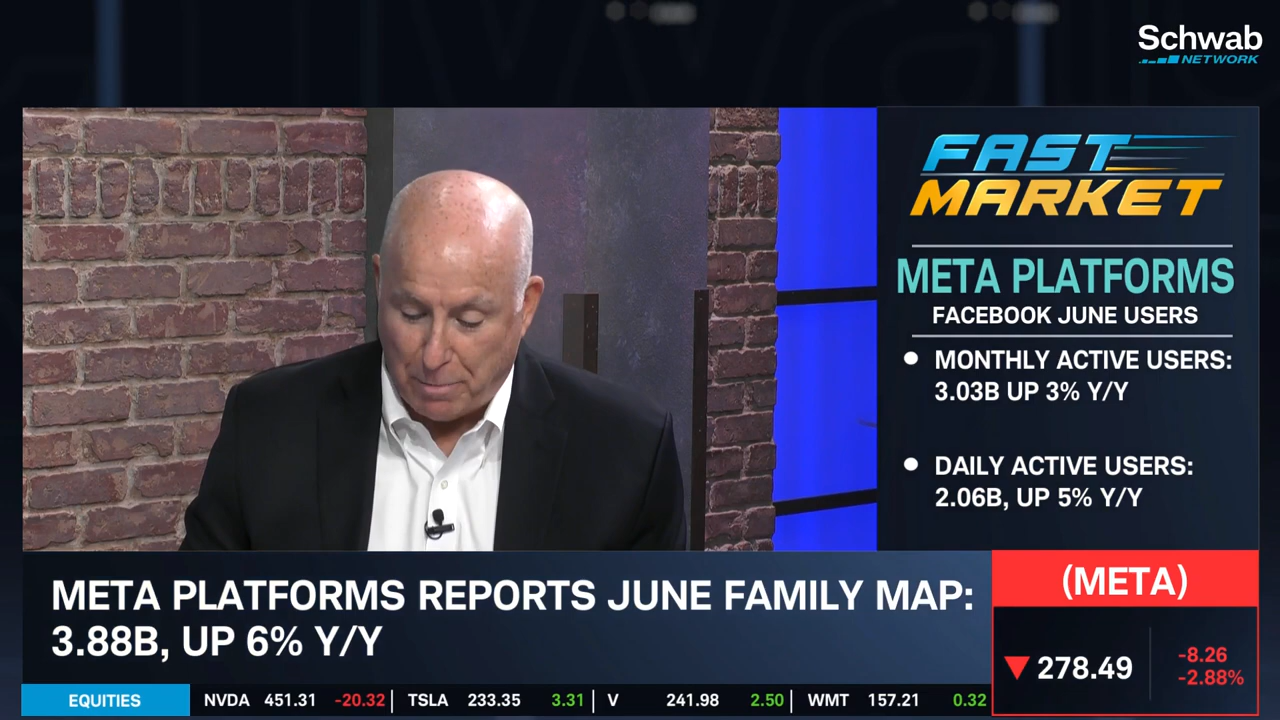 Schwab
NETWORK
FAST
MARKET
META PLATFORMS
FACEBOOK JUNE USERS
• MONTHLY ACTIVE USERS:
3.03B UP 3% Y/Y
• DAILY ACTIVE USERS:
2.06B, UP 5% Y/Y
META PLATFORMS REPORTS JUNE FAMILY MAP:
3.88B, UP 6% Y/Y
(META)
▼ 278.49
-8.26
-2.88%
EQUITIES NVDA 451.31 -20.32 | TSLA 233.35 3.31 | V 241.98 2.50 | WMT 157.21 0.32